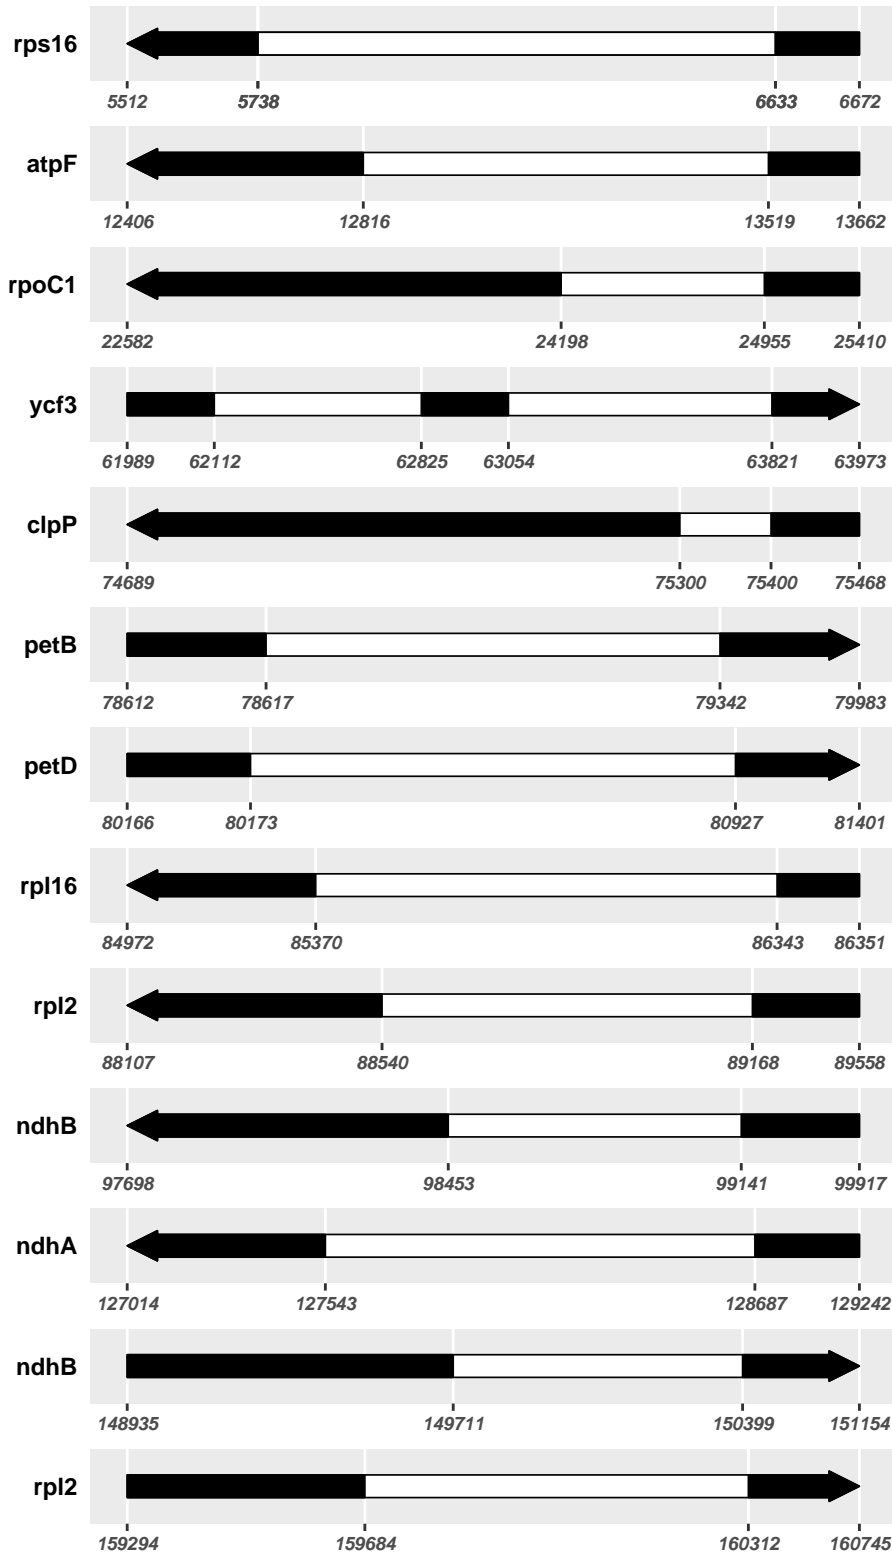 rps16
5512 5738 6633 6672
atpF
12406 12816 13519 13662
rpoC1
22582 24198 24955 25410
ycf3
61989 62112 62825 63054 63821 63973
clpP
74689 75300 75400 75468
petB
78612 78617 79342 79983
petD
80166 80173 80927 81401
rpl16
84972 85370 86343 86351
rpl2
88107 88540 89168 89558
ndhB
97698 98453 99141 99917
ndhA
127014 127543 128687 129242
ndhB
148935 149711 150399 151154
rpl2
159294 159684 160312 160745